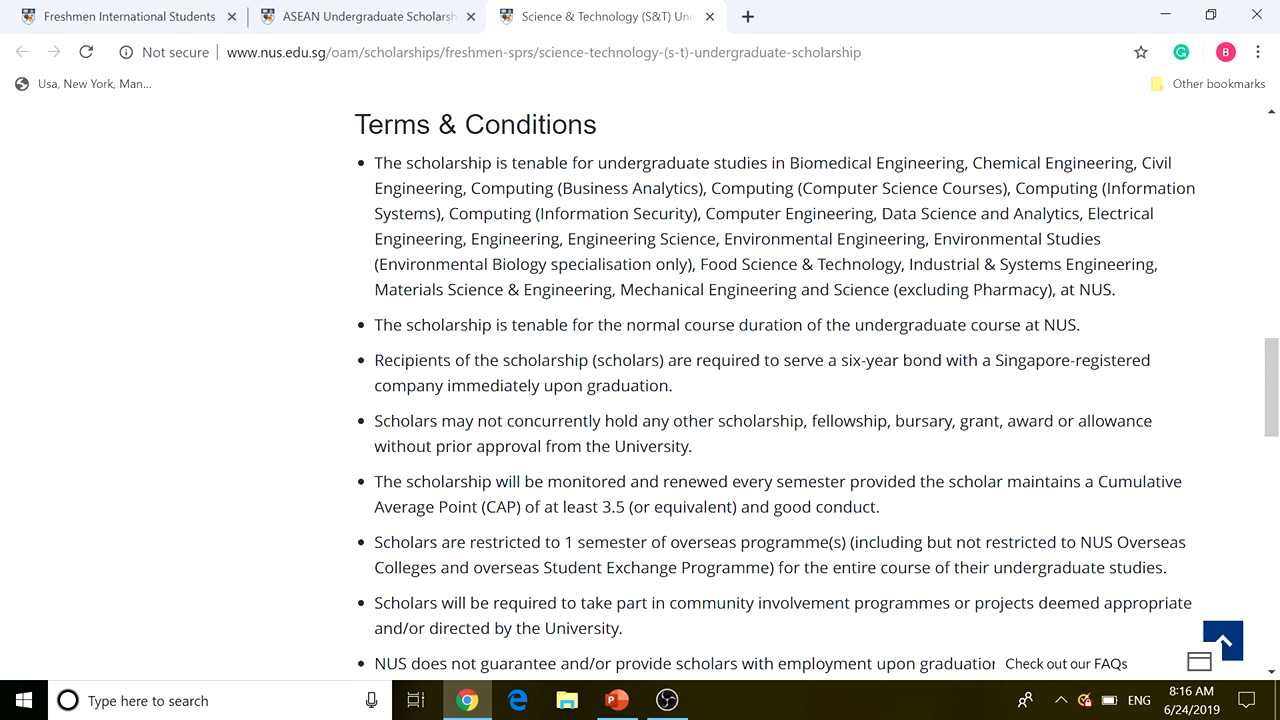 Freshmen International Students
ASEAN Undergraduate Scholarsh
Science & Technology (S&T) Un
Not secure
www.nus.edu.sg/oam/scholarships/freshmen-sprs/science-technology-(s-t)-undergraduate-scholarship
B
Usa, New York, Man...
Other bookmarks
Terms & Conditions
The scholarship is tenable for undergraduate studies in Biomedical Engineering, Chemical Engineering, Civil
Engineering, Computing (Business Analytics), Computing (Computer Science Courses), Computing (Information
Systems), Computing (Information Security), Computer Engineering, Data Science and Analytics, Electrical
Engineering, Engineering, Engineering Science, Environmental Engineering, Environmental Studies
(Environmental Biology specialisation only), Food Science & Technology, Industrial & Systems Engineering,
Materials Science & Engineering, Mechanical Engineering and Science (excluding Pharmacy), at NUS.
The scholarship is tenable for the normal course duration of the undergraduate course at NUS.
Recipients of the scholarship (scholars) are required to serve a six-year bond with a Singapore-registered
company immediately upon graduation.
Scholars may not concurrently hold any other scholarship, fellowship, bursary, grant, award or allowance
without prior approval from the University.
The scholarship will be monitored and renewed every semester provided the scholar maintains a Cumulative
Average Point (CAP) of at least 3.5 (or equivalent) and good conduct.
Scholars are restricted to 1 semester of overseas programme(s) (including but not restricted to NUS Overseas
Colleges and overseas Student Exchange Programme) for the entire course of their undergraduate studies.
Scholars will be required to take part in community involvement programmes or projects deemed appropriate
and/or directed by the University.
NUS does not guarantee and/or provide scholars with employment upon graduation
Check out our FAQs
Type here to search
ENG
8:16 AM
6/24/2019